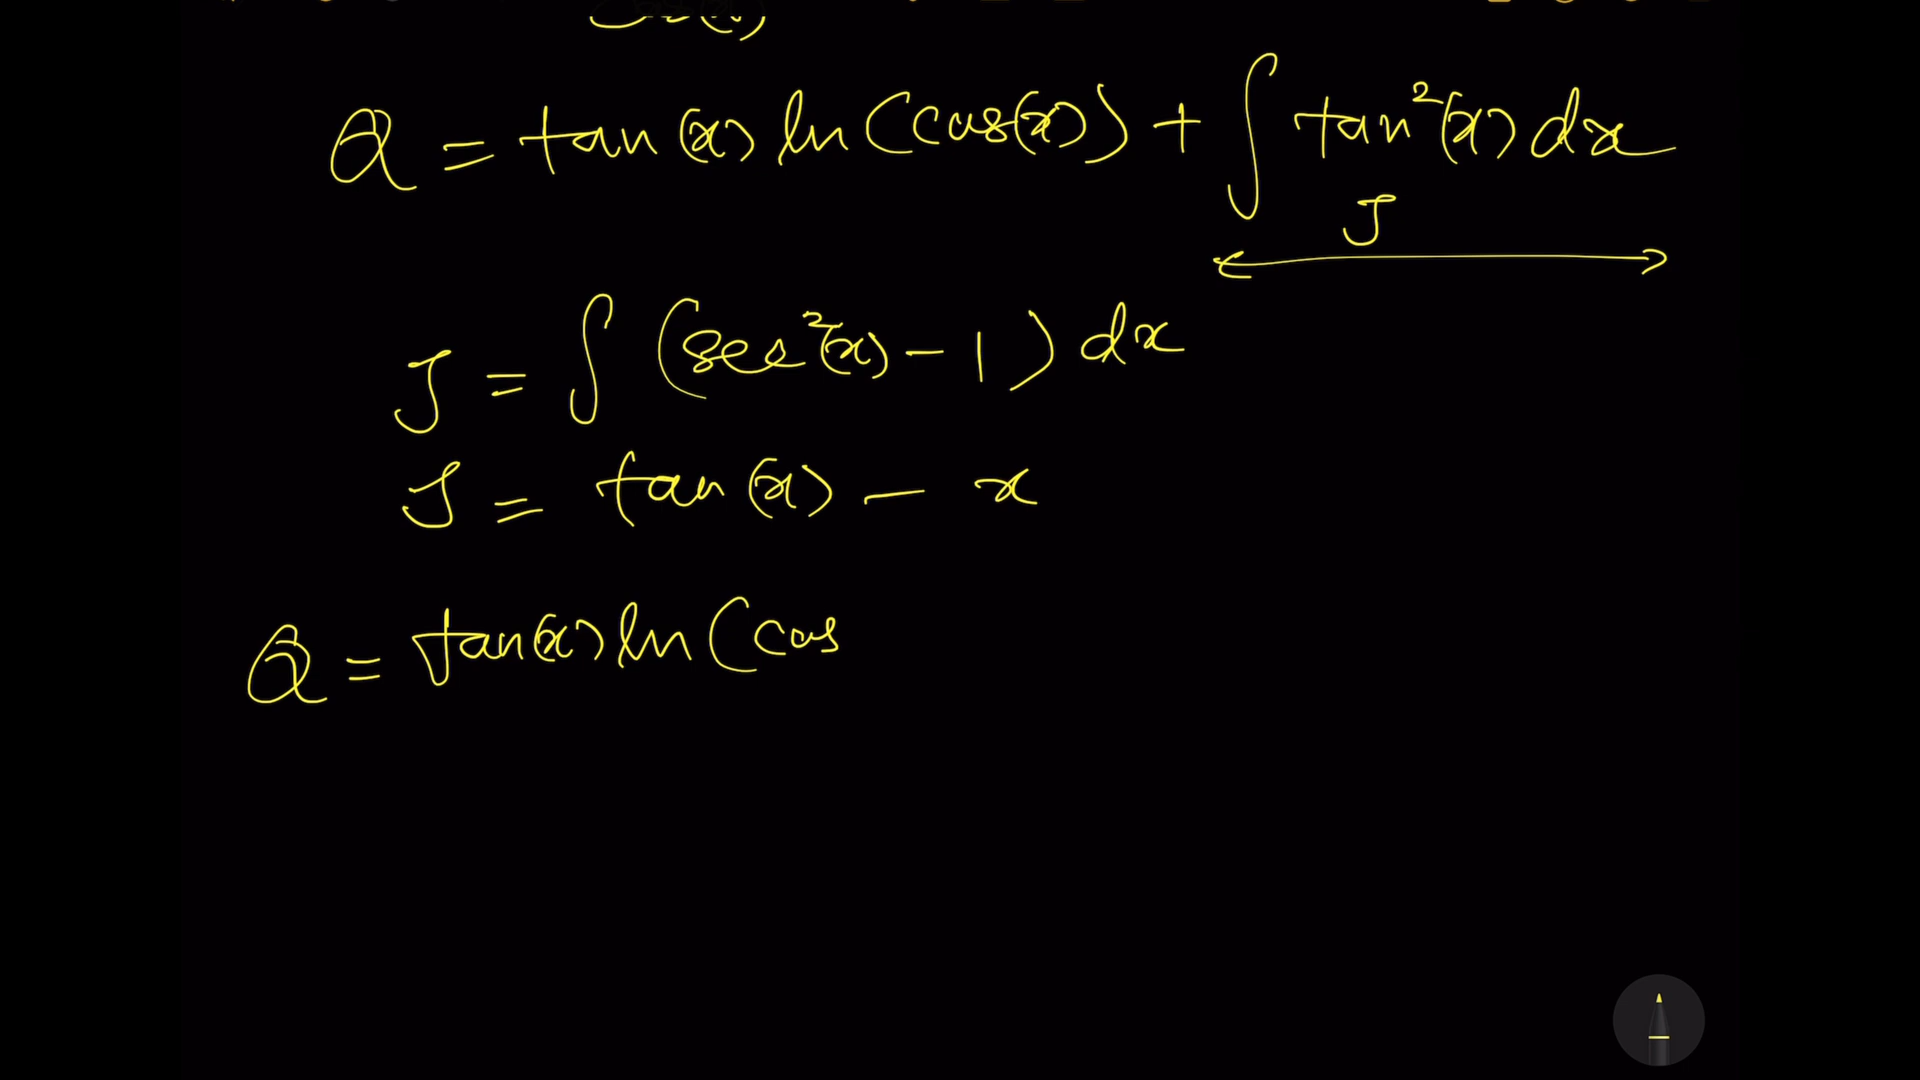 Q = tan(x) ln(cos(x)) + ∫ tan²(x) dx
J
J = ∫ (sec²(x) - 1) dx
J = tan(x) - x
Q = tan(x) ln(cos